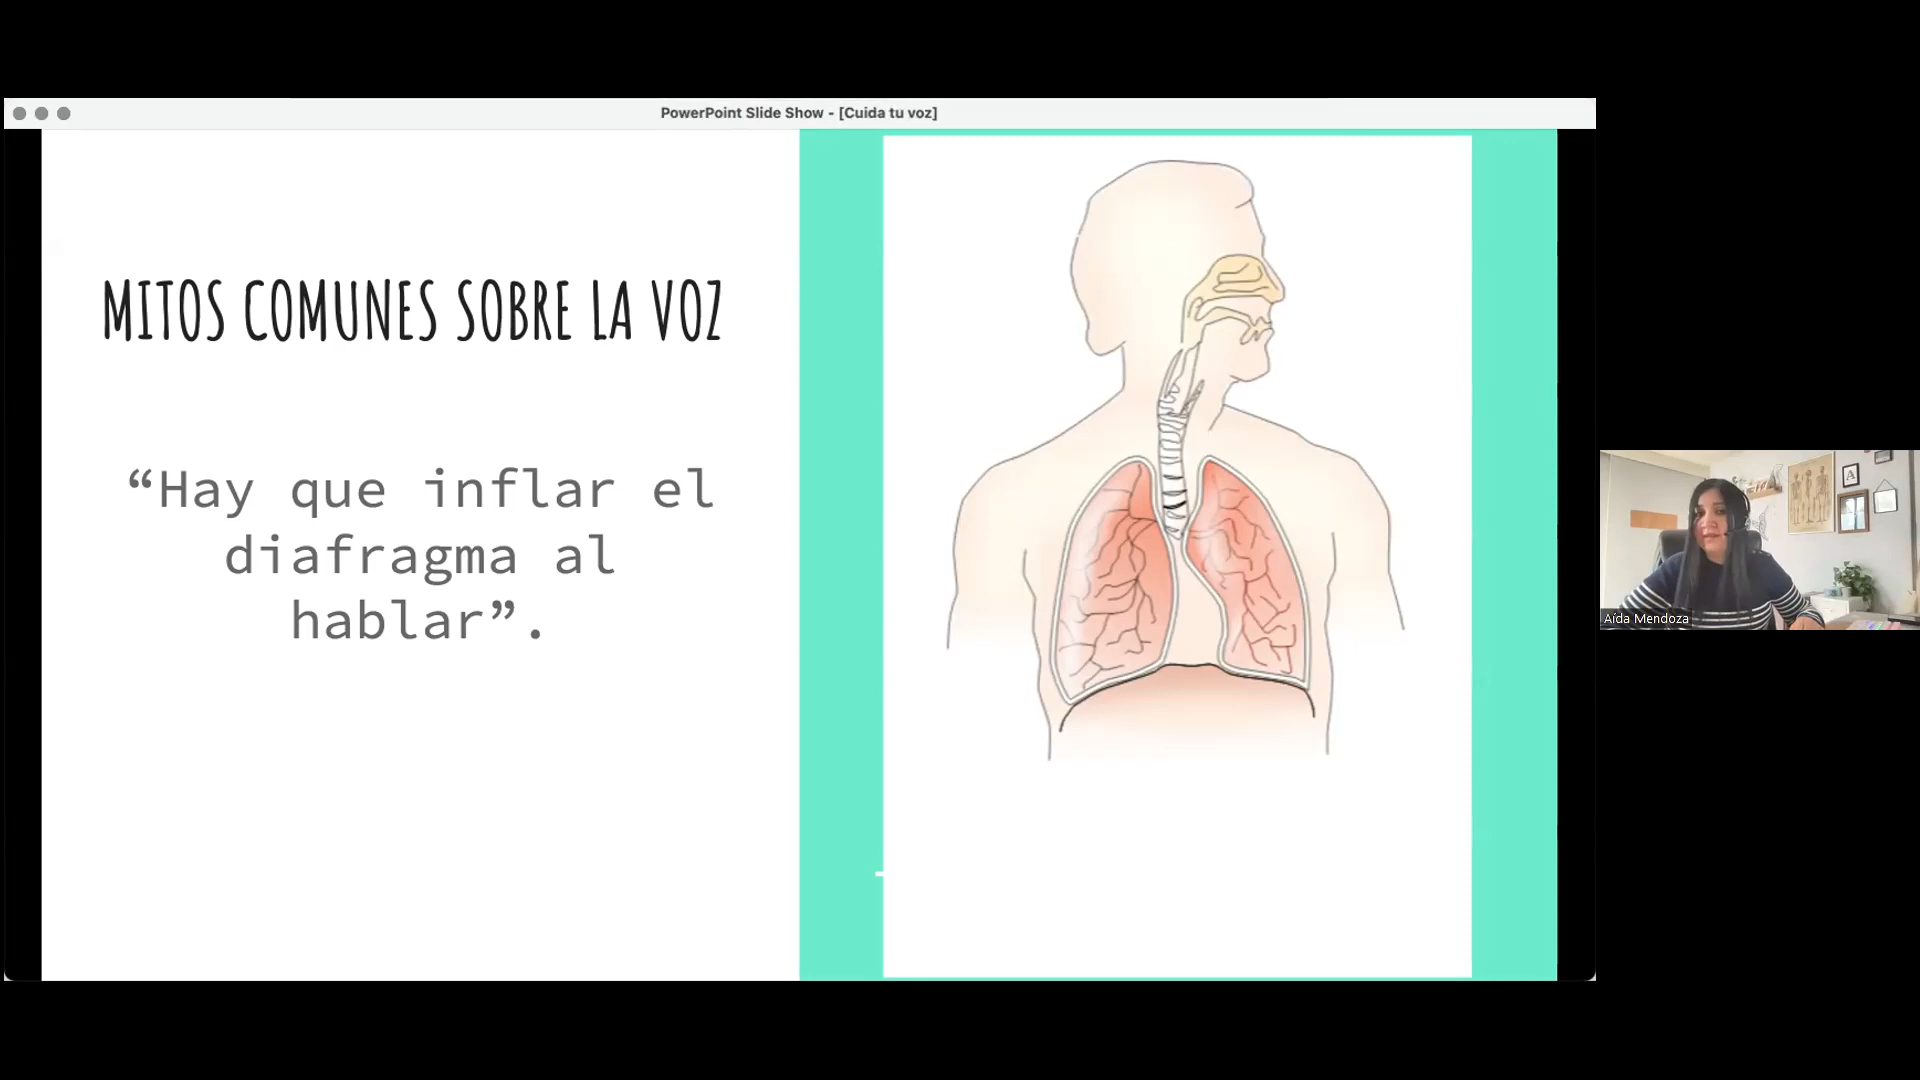 PowerPoint Slide Show - [Cuida tu voz]
MITOS COMUNES SOBRE LA VOZ
“Hay que inflar el
diafragma al
hablar”.
A
Aída Mendoza